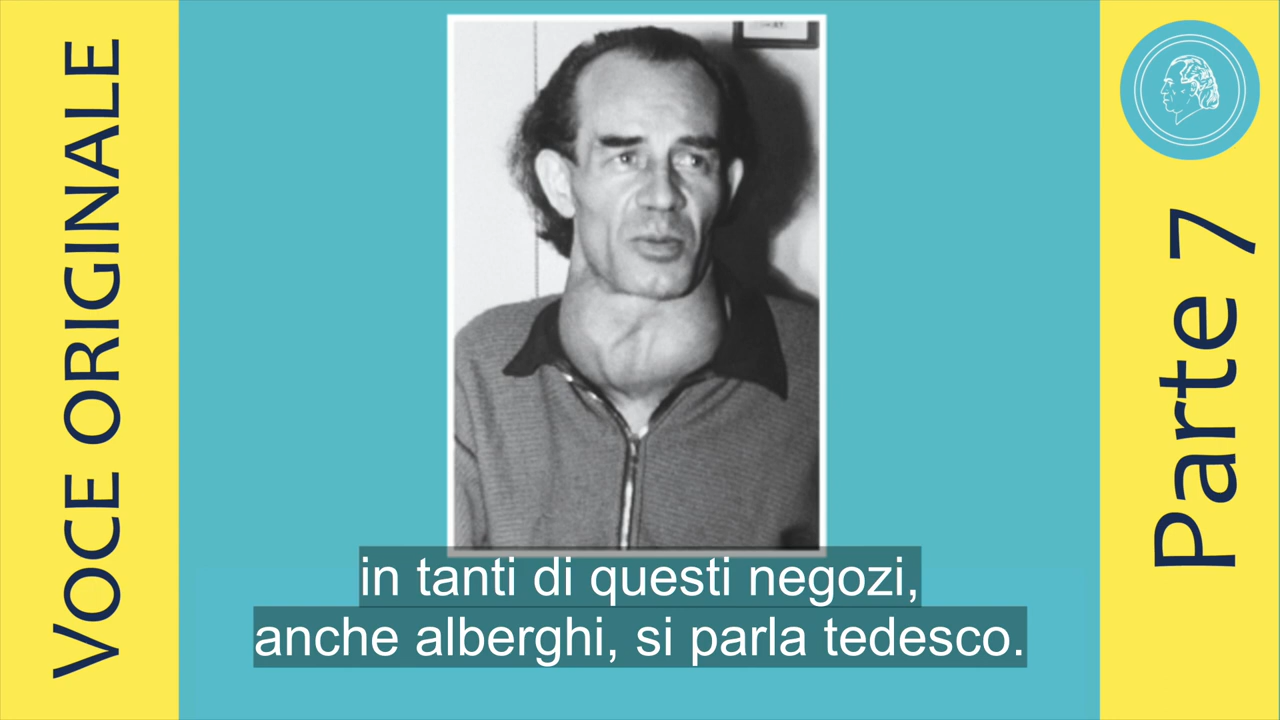 VOCE ORIGINALE
Parte 7
in tanti di questi negozi,
anche alberghi, si parla tedesco.